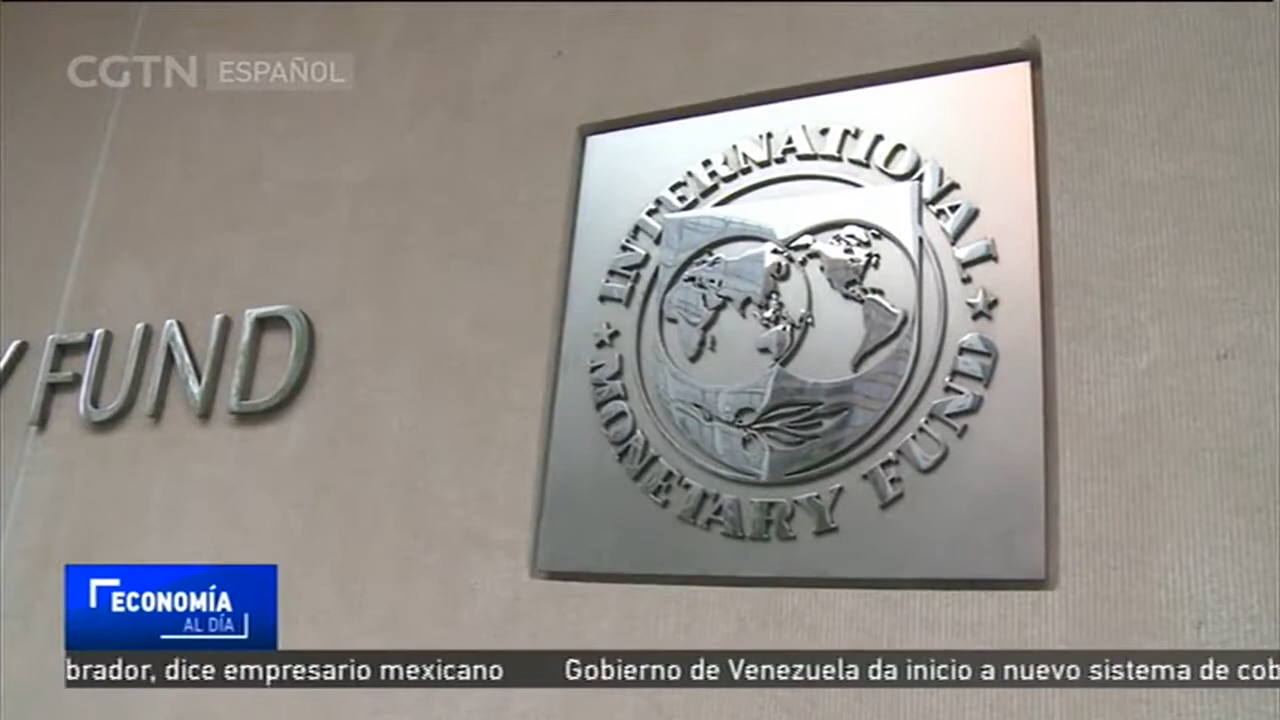 CGTN ESPAÑOL
INTERNATIONAL
MONETARY FUND
Y FUND
ECONOMÍA
AL DÍA
brador, dice empresario mexicano
Gobierno de Venezuela da inicio a nuevo sistema de cob